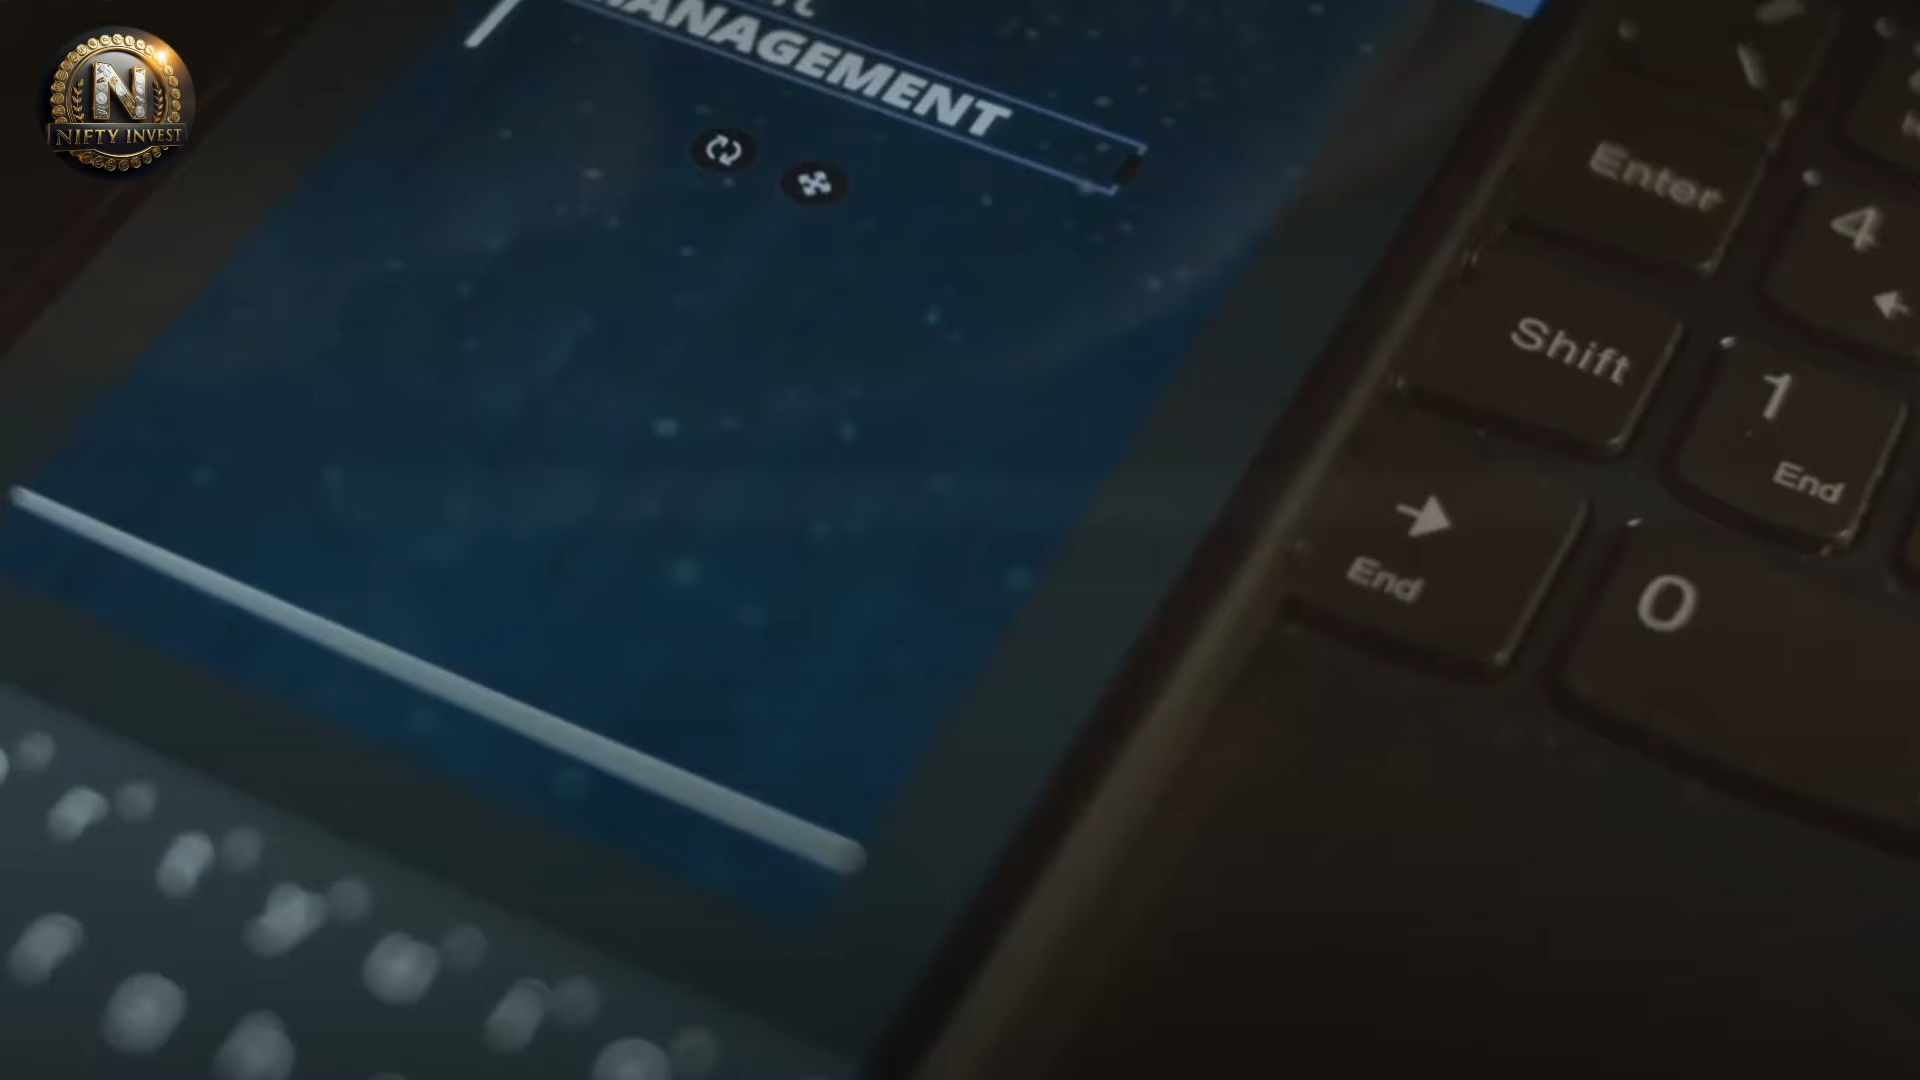 NIFTY INVEST
MANAGEMENT
Enter
4
Shift
1
End
End
0